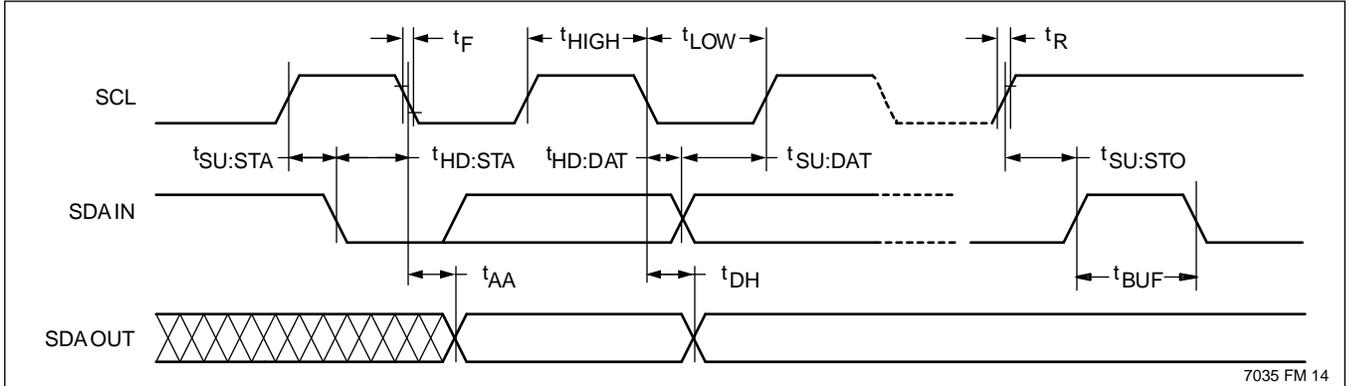 tF
tHIGH
tLOW
tR
SCL
tSU:STA
tHD:STA
tHD:DAT
tSU:DAT
tSU:STO
SDA IN
tAA
tDH
tBUF
SDA OUT
7035 FM 14